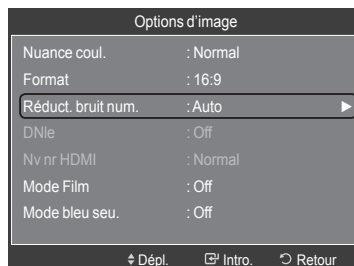 Options d'image
Nuance coul. : Normal
Format : 16:9
Réduct. bruit num. : Auto
DNIe : Off
Nv nr HDMI : Normal
Mode Film : Off
Mode bleu seu. : Off
Dépl. Intro. Retour